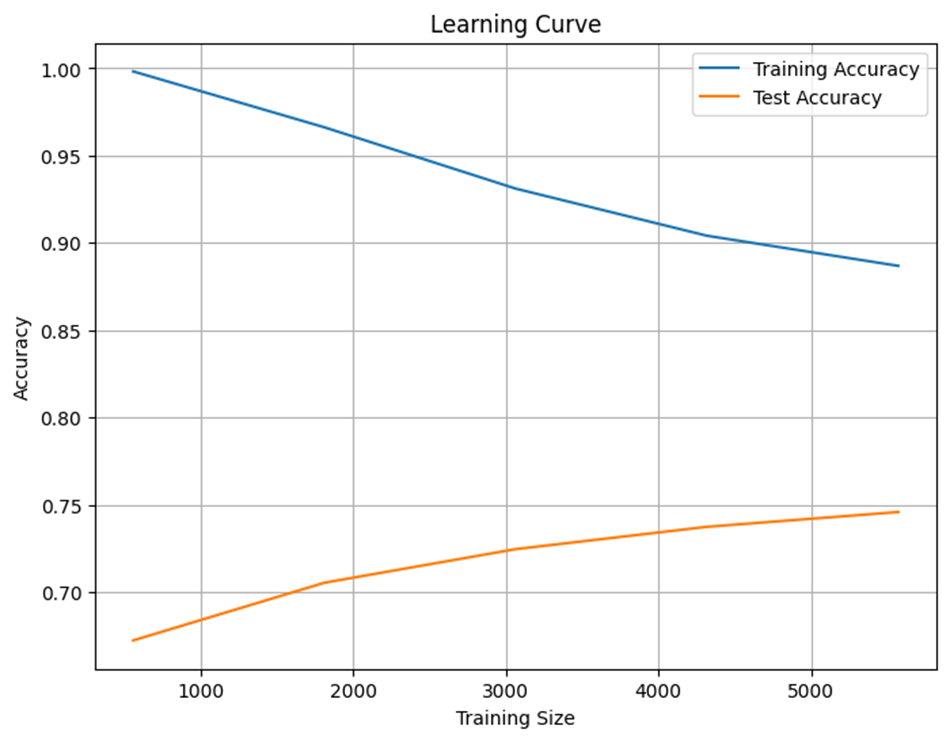 Learning Curve
Training Accuracy
Test Accuracy
1.00
0.95
0.90
0.85
0.80
0.75
0.70
Accuracy
1000
2000
3000
4000
5000
Training Size